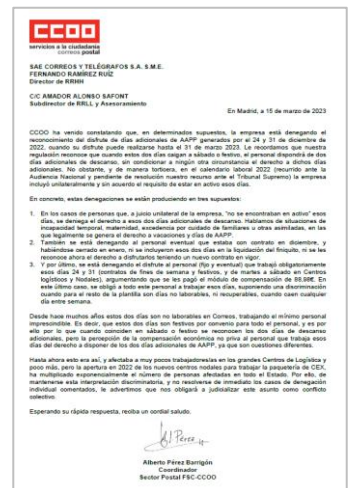 CCOO
servicios a la ciudadanía
correos postal
SAE CORREOS Y TELÉGRAFOS S.A. S.M.E.
FERNANDO RAMÍREZ RUÍZ
Director de RRHH
C/C AMADOR ALONSO SAFONT
Subdirector de RRLL y Asesoramiento
En Madrid, a 15 de marzo de 2023
CCOO ha venido constatando que, en determinados supuestos, la empresa está denegando el
reconocimiento del disfrute de días adicionales de AAPP generados por el 24 y 31 de diciembre de
2022, cuando su disfrute puede realizarse hasta el 31 de marzo 2023. Le recordamos que nuestra
regulación reconoce que cuando estos dos días caigan a sábado o festivo, el personal dispondrá de dos
días adicionales de descanso, sin condicionar a ningún otra circunstancia el derecho a dichos días
adicionales. No obstante, y de manera torticera, en el calendario laboral 2022 (recurrido ante la
Audiencia Nacional y pendiente de resolución nuestro recurso ante el Tribunal Supremo) la empresa
incluyó unilateralmente y sin acuerdo el requisito de estar en activo esos días.
En concreto, estas denegaciones se están produciendo en tres supuestos:
1. En los casos de personas que, a juicio unilateral de la empresa, "no se encontraban en activo" esos
días, se deniega el derecho a esos dos días adicionales de descanso. Hablamos de situaciones de
incapacidad temporal, maternidad, excedencia por cuidado de familiares u otras asimiladas, en las
que legalmente se genera el derecho a vacaciones y días de AAPP.
2. También se está denegando al personal eventual que estaba con contrato en diciembre, y
habiéndose cerrado en enero, ni se incluyeron esos días en la liquidación del finiquito, ni se les
reconoce ahora el derecho a disfrutarlos teniendo un nuevo contrato en vigor.
3. Y por último, se está denegando el disfrute al personal (fijo y eventual) que trabajó obligatoriamente
esos días 24 y 31 (contratos de fines de semana y festivos, y de martes a sábado en Centros
logísticos y Nodales), argumentando que se les pagó el módulo de compensación de 88,98€. En
este último caso, se obligó a todo este personal a trabajar esos días, suponiendo una discriminación
cuando para el resto de la plantilla son días no laborables, ni recuperables, cuando caen cualquier
día entre semana.
Desde hace muchos años estos dos días son no laborables en Correos, trabajando el mínimo personal
imprescindible. Es decir, que estos dos días son festivos por convenio para todo el personal, y es por
ello por lo que cuando coinciden en sábado o festivo se reconocen los dos días de descanso
adicionales, pero la percepción de la compensación económica no priva al personal que trabaja esos
días del derecho a disponer de los dos días adicionales de AAPP, ya que son cuestiones diferentes.
Hasta ahora esto era así, y afectaba a muy pocos trabajadores/as en los grandes Centros de Logística y
poco más, pero la apertura en 2022 de los nuevos centros nodales para trabajar la paquetería de CEX,
ha multiplicado exponencialmente el número de personas afectadas en todo el Estado. Por ello, de
mantenerse esta interpretación discriminatoria, y no resolverse de inmediato los casos de denegación
individual comentados, le advertimos que nos obligará a judicializar este asunto como conflicto
colectivo.
Esperando su rápida respuesta, reciba un cordial saludo.
Alberto Pérez Barrigón
Coordinador
Sector Postal FSC-CCOO